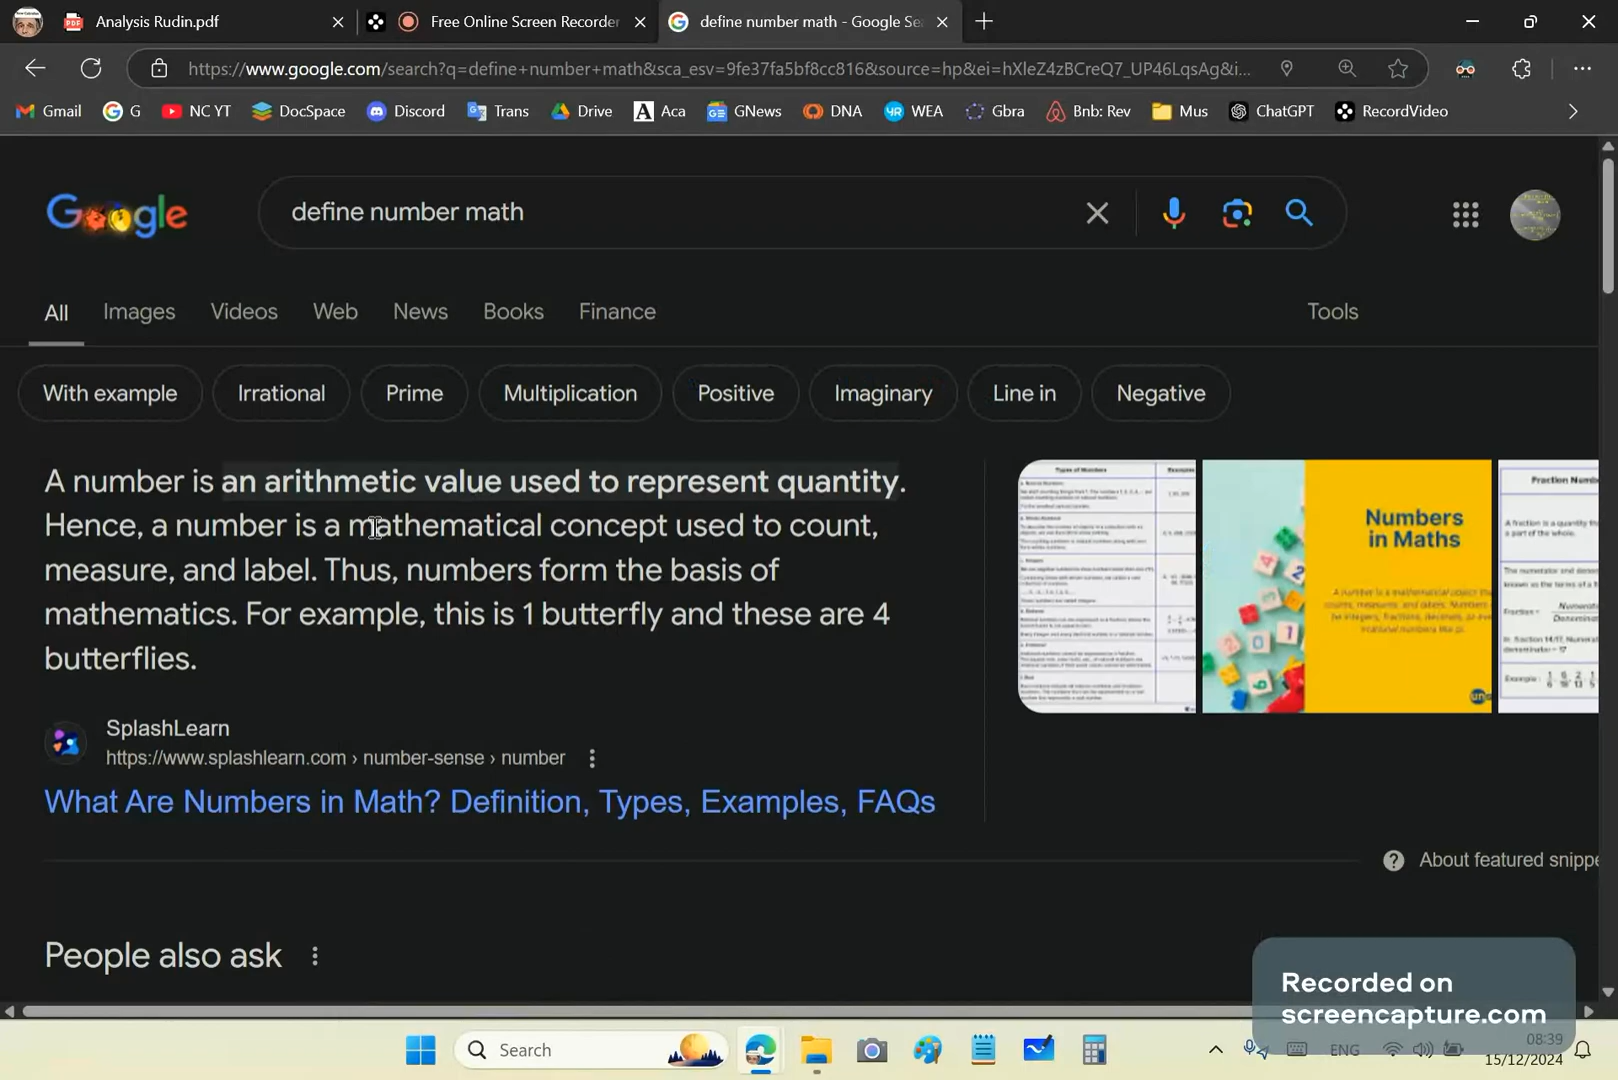 Analysis Rudin.pdf
Free Online Screen Recorder
define number math - Google Se
https://www.google.com/search?q=define+number+math&sca_esv=9fe37fa5bf8cc816&source=hp&ei=hXleZ4zBCreQ7_UP46LqsAg&i...
Gmail
G
NC YT
DocSpace
Discord
Trans
Drive
Aca
GNews
DNA
WEA
Gbra
Bnb: Rev
Mus
ChatGPT
RecordVideo
Google
define number math
All
Images
Videos
Web
News
Books
Finance
Tools
With example
Irrational
Prime
Multiplication
Positive
Imaginary
Line in
Negative
A number is an arithmetic value used to represent quantity.
Hence, a number is a mathematical concept used to count,
measure, and label. Thus, numbers form the basis of
mathematics. For example, this is 1 butterfly and these are 4
butterflies.
Types of Numbers
Numbers
in Maths
Fraction Numb
SplashLearn
https://www.splashlearn.com › number-sense › number
What Are Numbers in Math? Definition, Types, Examples, FAQs
About featured snippe
People also ask
Recorded on
screencapture.com
Search
ENG
08:39
15/12/2024